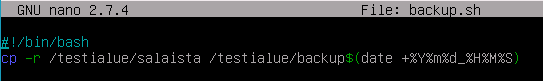 GNU nano 2.7.4 File: backup.sh
#!/bin/bash
cp -r /testialue/salaista /testialue/backup$(date +%Y%m%d_%H%M%S)